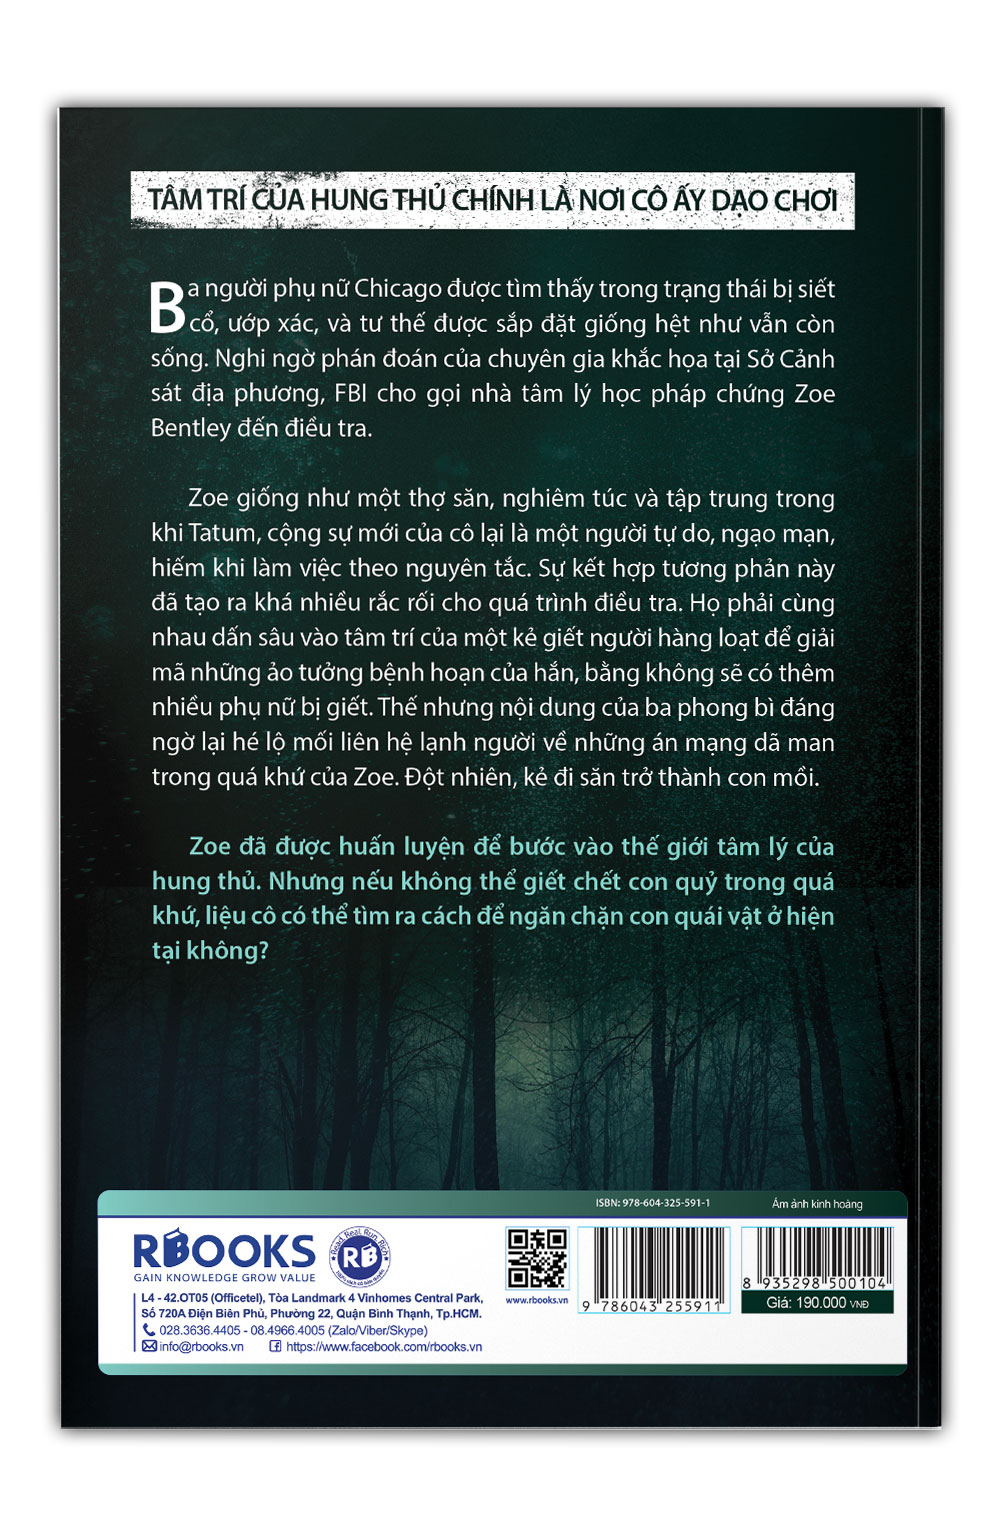 TÂM TRÍ CỦA HUNG THỦ CHÍNH LÀ NƠI CÔ ẤY DẠO CHƠI
Ba người phụ nữ Chicago được tìm thấy trong trạng thái bị siết
cổ, ướp xác, và tư thế được sắp đặt giống hệt như vẫn còn
sống. Nghi ngờ phán đoán của chuyên gia khắc họa tại Sở Cảnh
sát địa phương, FBI cho gọi nhà tâm lý học pháp chứng Zoe
Bentley đến điều tra.
Zoe giống như một thợ săn, nghiêm túc và tập trung trong
khi Tatum, cộng sự mới của cô lại là một người tự do, ngạo mạn,
hiếm khi làm việc theo nguyên tắc. Sự kết hợp tương phản này
đã tạo ra khá nhiều rắc rối cho quá trình điều tra. Họ phải cùng
nhau dấn sâu vào tâm trí của một kẻ giết người hàng loạt để giải
mã những ảo tưởng bệnh hoạn của hắn, bằng không sẽ có thêm
nhiều phụ nữ bị giết. Thế nhưng nội dung của ba phong bì đáng
ngờ lại hé lộ mối liên hệ lạnh người về những án mạng dã man
trong quá khứ của Zoe. Đột nhiên, kẻ đi săn trở thành con mồi.
Zoe đã được huấn luyện để bước vào thế giới tâm lý của
hung thủ. Nhưng nếu không thể giết chết con quỷ trong quá
khứ, liệu cô có thể tìm ra cách để ngăn chặn con quái vật ở hiện
tại không?
ISBN: 978-604-325-591-1 Ám ảnh kinh hoàng
RBOOKS
GAIN KNOWLEDGE GROW VALUE
Read, Real, Run, Rich
RB
L4 - 42.OT05 (Officetel), Tòa Landmark 4 Vinhomes Central Park,
Số 720A Điện Biên Phủ, Phường 22, Quận Bình Thạnh, Tp.HCM.
028.3636.4405 - 08.4966.4005 (Zalo/Viber/Skype)
info@rbooks.vn https://www.facebook.com/rbooks.vn
www.rbooks.vn
9 786043 255911
8 935298 500104
Giá: 190.000 VNĐ